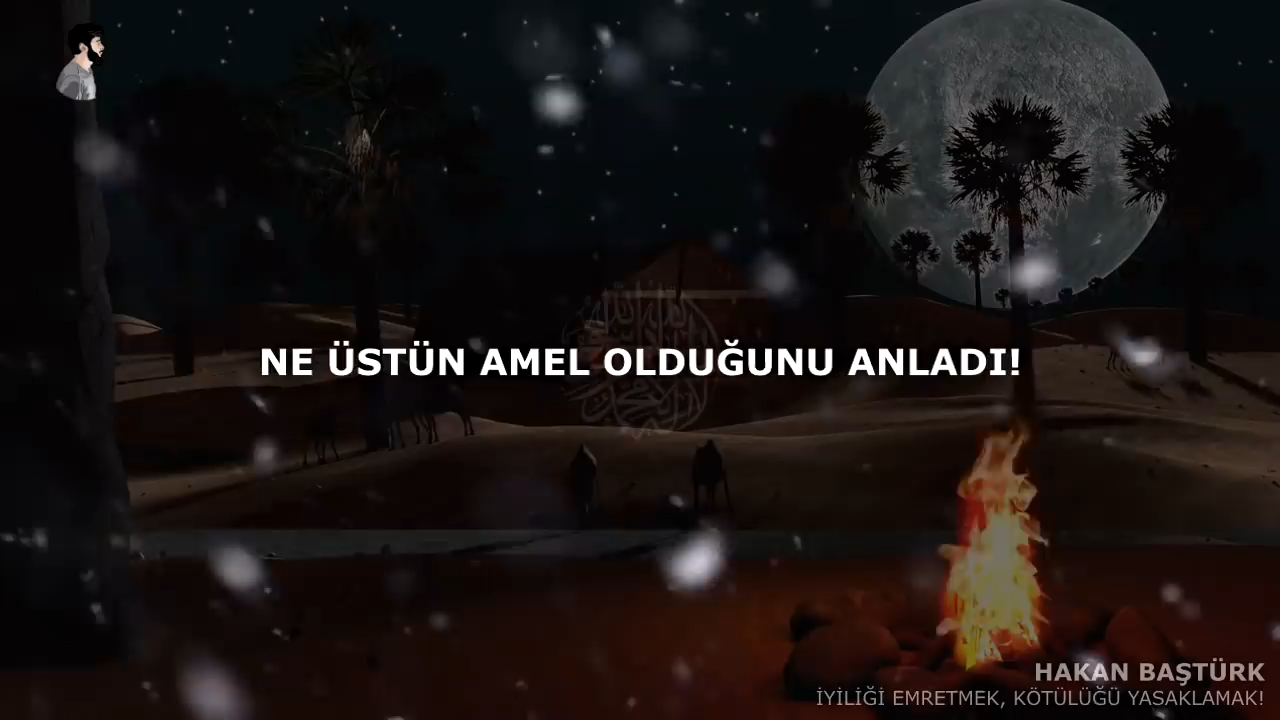 NE ÜSTÜN AMEL OLDUĞUNU ANLADI!
HAKAN BAŞTÜRK
İYİLİĞİ EMRETMEK, KÖTÜLÜĞÜ YASAKLAMAK!